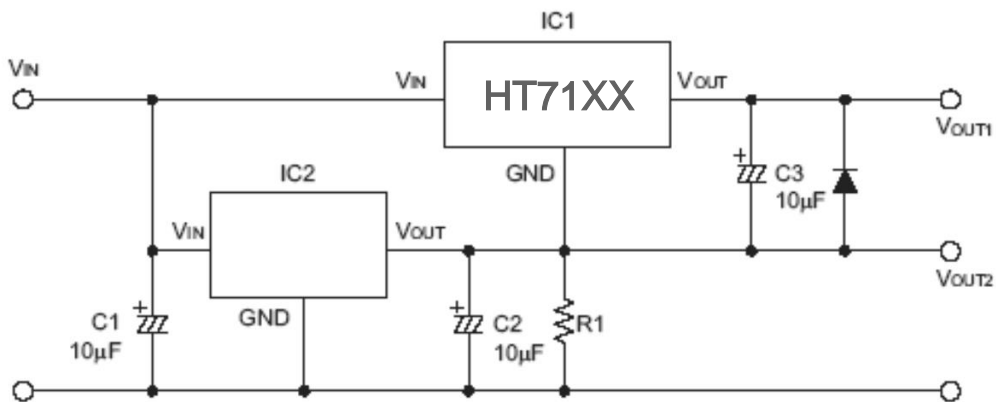 IC1
VIN
VIN
HT71XX
VOUT
VOUT1
GND
C3
10μF
IC2
VIN
VOUT
VOUT2
GND
C1
10μF
C2
10μF
R1
+
+
+